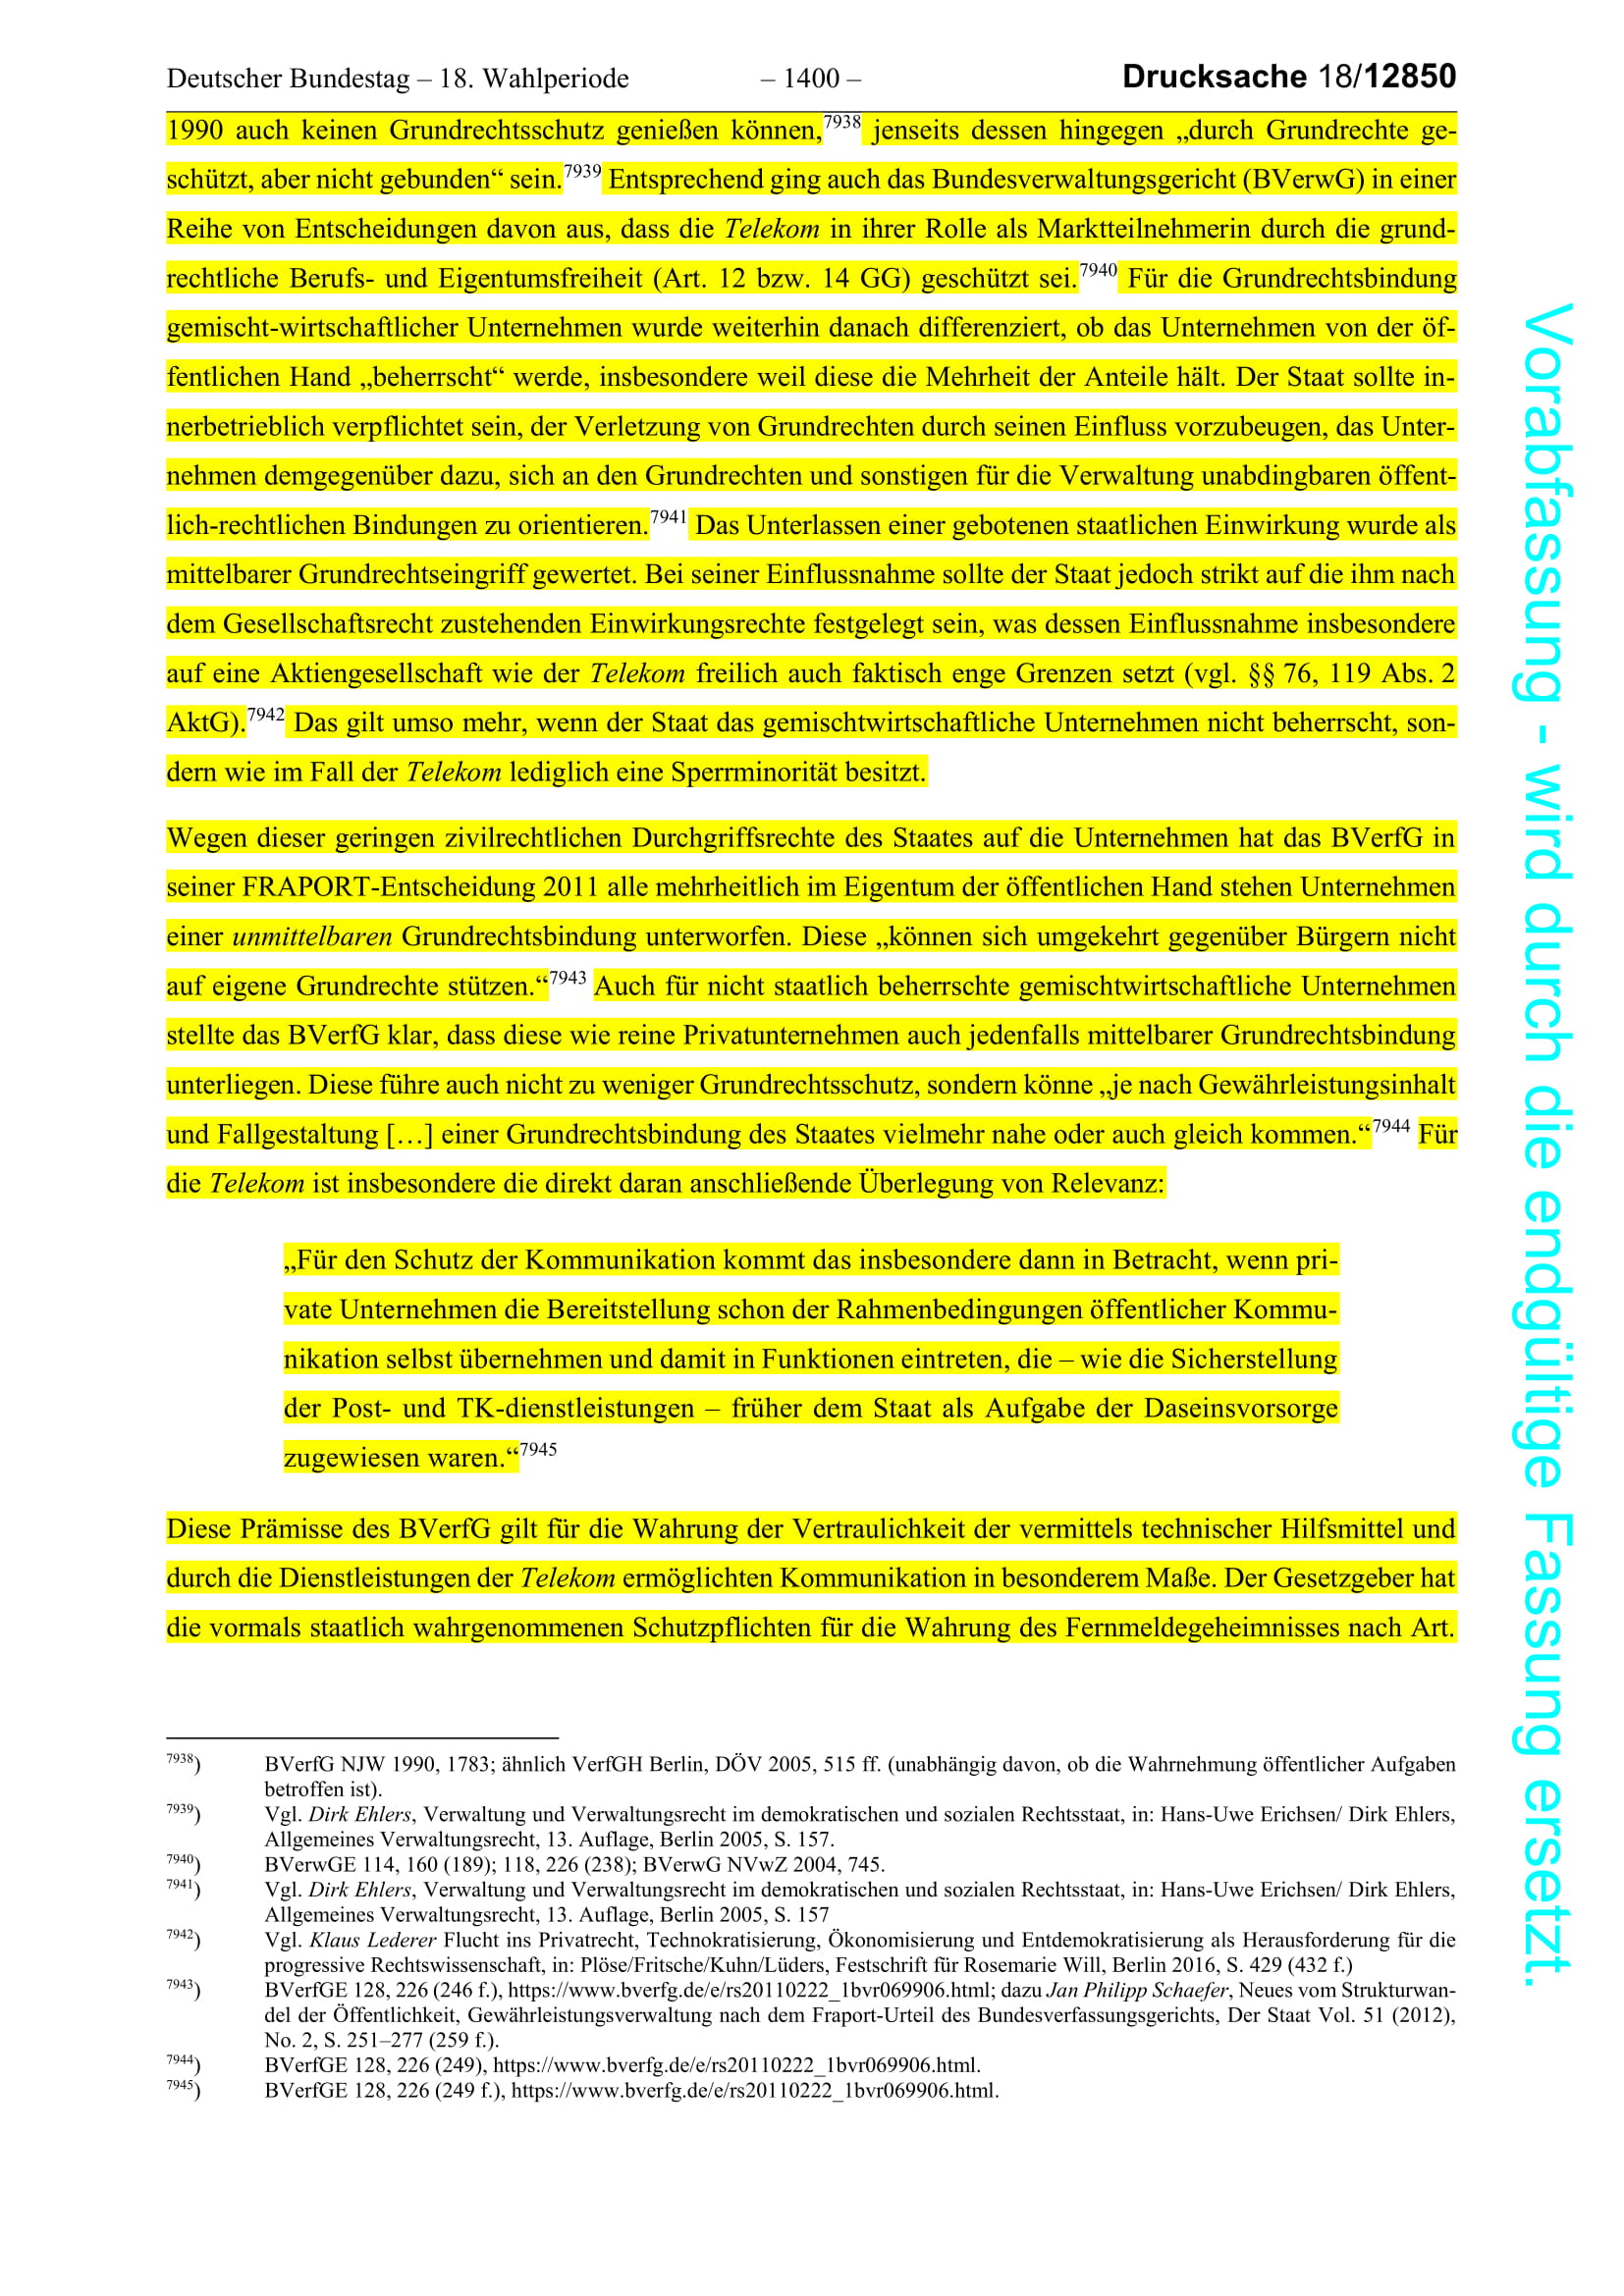 Deutscher Bundestag – 18. Wahlperiode – 1400 – Drucksache 18/12850
1990 auch keinen Grundrechtsschutz genießen können,7938 jenseits dessen hingegen „durch Grundrechte ge-
schützt, aber nicht gebunden“ sein.7939 Entsprechend ging auch das Bundesverwaltungsgericht (BVerwG) in einer
Reihe von Entscheidungen davon aus, dass die Telekom in ihrer Rolle als Marktteilnehmerin durch die grund-
rechtliche Berufs- und Eigentumsfreiheit (Art. 12 bzw. 14 GG) geschützt sei.7940 Für die Grundrechtsbindung
gemischt-wirtschaftlicher Unternehmen wurde weiterhin danach differenziert, ob das Unternehmen von der öf-
fentlichen Hand „beherrscht“ werde, insbesondere weil diese die Mehrheit der Anteile hält. Der Staat sollte in-
nerbetrieblich verpflichtet sein, der Verletzung von Grundrechten durch seinen Einfluss vorzubeugen, das Unter-
nehmen demgegenüber dazu, sich an den Grundrechten und sonstigen für die Verwaltung unabdingbaren öffent-
lich-rechtlichen Bindungen zu orientieren.7941 Das Unterlassen einer gebotenen staatlichen Einwirkung wurde als
mittelbarer Grundrechtseingriff gewertet. Bei seiner Einflussnahme sollte der Staat jedoch strikt auf die ihm nach
dem Gesellschaftsrecht zustehenden Einwirkungsrechte festgelegt sein, was dessen Einflussnahme insbesondere
auf eine Aktiengesellschaft wie der Telekom freilich auch faktisch enge Grenzen setzt (vgl. §§ 76, 119 Abs. 2
AktG).7942 Das gilt umso mehr, wenn der Staat das gemischtwirtschaftliche Unternehmen nicht beherrscht, son-
dern wie im Fall der Telekom lediglich eine Sperrminorität besitzt.
Wegen dieser geringen zivilrechtlichen Durchgriffsrechte des Staates auf die Unternehmen hat das BVerfG in
seiner FRAPORT-Entscheidung 2011 alle mehrheitlich im Eigentum der öffentlichen Hand stehen Unternehmen
einer unmittelbaren Grundrechtsbindung unterworfen. Diese „können sich umgekehrt gegenüber Bürgern nicht
auf eigene Grundrechte stützen.“7943 Auch für nicht staatlich beherrschte gemischtwirtschaftliche Unternehmen
stellte das BVerfG klar, dass diese wie reine Privatunternehmen auch jedenfalls mittelbarer Grundrechtsbindung
unterliegen. Diese führe auch nicht zu weniger Grundrechtsschutz, sondern könne „je nach Gewährleistungsinhalt
und Fallgestaltung […] einer Grundrechtsbindung des Staates vielmehr nahe oder auch gleich kommen.“7944 Für
die Telekom ist insbesondere die direkt daran anschließende Überlegung von Relevanz:
„Für den Schutz der Kommunikation kommt das insbesondere dann in Betracht, wenn pri-
vate Unternehmen die Bereitstellung schon der Rahmenbedingungen öffentlicher Kommu-
nikation selbst übernehmen und damit in Funktionen eintreten, die – wie die Sicherstellung
der Post- und TK-dienstleistungen – früher dem Staat als Aufgabe der Daseinsvorsorge
zugewiesen waren.“7945
Diese Prämisse des BVerfG gilt für die Wahrung der Vertraulichkeit der vermittels technischer Hilfsmittel und
durch die Dienstleistungen der Telekom ermöglichten Kommunikation in besonderem Maße. Der Gesetzgeber hat
die vormals staatlich wahrgenommenen Schutzpflichten für die Wahrung des Fernmeldegeheimnisses nach Art.
7938) BVerfG NJW 1990, 1783; ähnlich VerfGH Berlin, DÖV 2005, 515 ff. (unabhängig davon, ob die Wahrnehmung öffentlicher Aufgaben
betroffen ist).
7939) Vgl. Dirk Ehlers, Verwaltung und Verwaltungsrecht im demokratischen und sozialen Rechtsstaat, in: Hans-Uwe Erichsen/ Dirk Ehlers,
Allgemeines Verwaltungsrecht, 13. Auflage, Berlin 2005, S. 157.
7940) BVerwGE 114, 160 (189); 118, 226 (238); BVerwG NVwZ 2004, 745.
7941) Vgl. Dirk Ehlers, Verwaltung und Verwaltungsrecht im demokratischen und sozialen Rechtsstaat, in: Hans-Uwe Erichsen/ Dirk Ehlers,
Allgemeines Verwaltungsrecht, 13. Auflage, Berlin 2005, S. 157
7942) Vgl. Klaus Lederer Flucht ins Privatrecht, Technokratisierung, Ökonomisierung und Entdemokratisierung als Herausforderung für die
progressive Rechtswissenschaft, in: Plöse/Fritsche/Kuhn/Lüders, Festschrift für Rosemarie Will, Berlin 2016, S. 429 (432 f.)
7943) BVerfGE 128, 226 (246 f.), https://www.bverfg.de/e/rs20110222_1bvr069906.html; dazu Jan Philipp Schaefer, Neues vom Strukturwan-
del der Öffentlichkeit, Gewährleistungsverwaltung nach dem Fraport-Urteil des Bundesverfassungsgerichts, Der Staat Vol. 51 (2012),
No. 2, S. 251–277 (259 f.).
7944) BVerfGE 128, 226 (249), https://www.bverfg.de/e/rs20110222_1bvr069906.html.
7945) BVerfGE 128, 226 (249 f.), https://www.bverfg.de/e/rs20110222_1bvr069906.html.
Vorabfassung - wird durch die endgültige Fassung ersetzt.